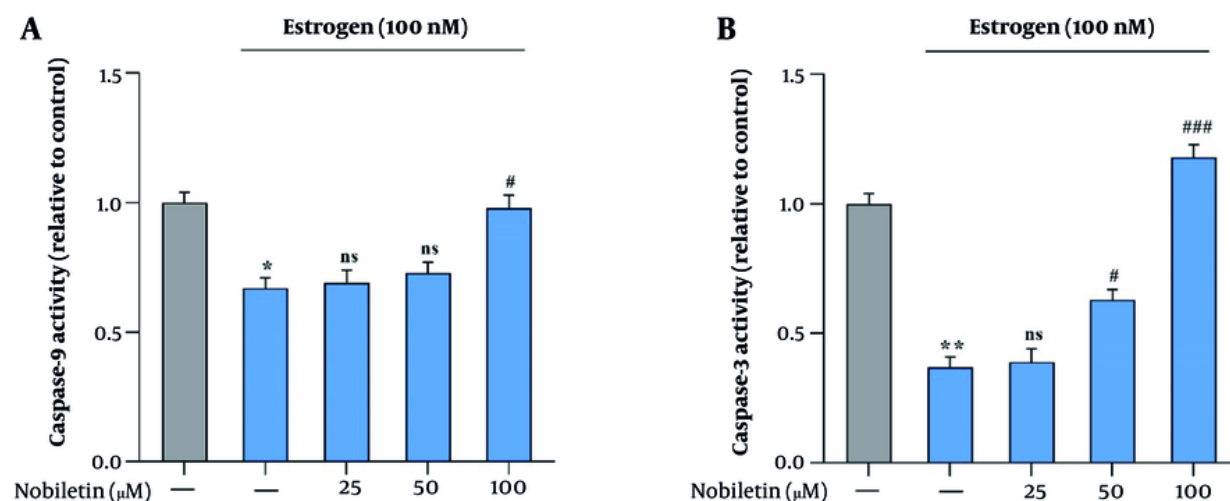 A
Estrogen (100 nM)
Caspase-9 activity (relative to control)
1.5
1.0
0.5
0.0
*
ns
ns
#
Nobiletin (μM) — — 25 50 100
B
Estrogen (100 nM)
Caspase-3 activity (relative to control)
1.5
1.0
0.5
0.0
**
ns
#
###
Nobiletin (μM) — — 25 50 100